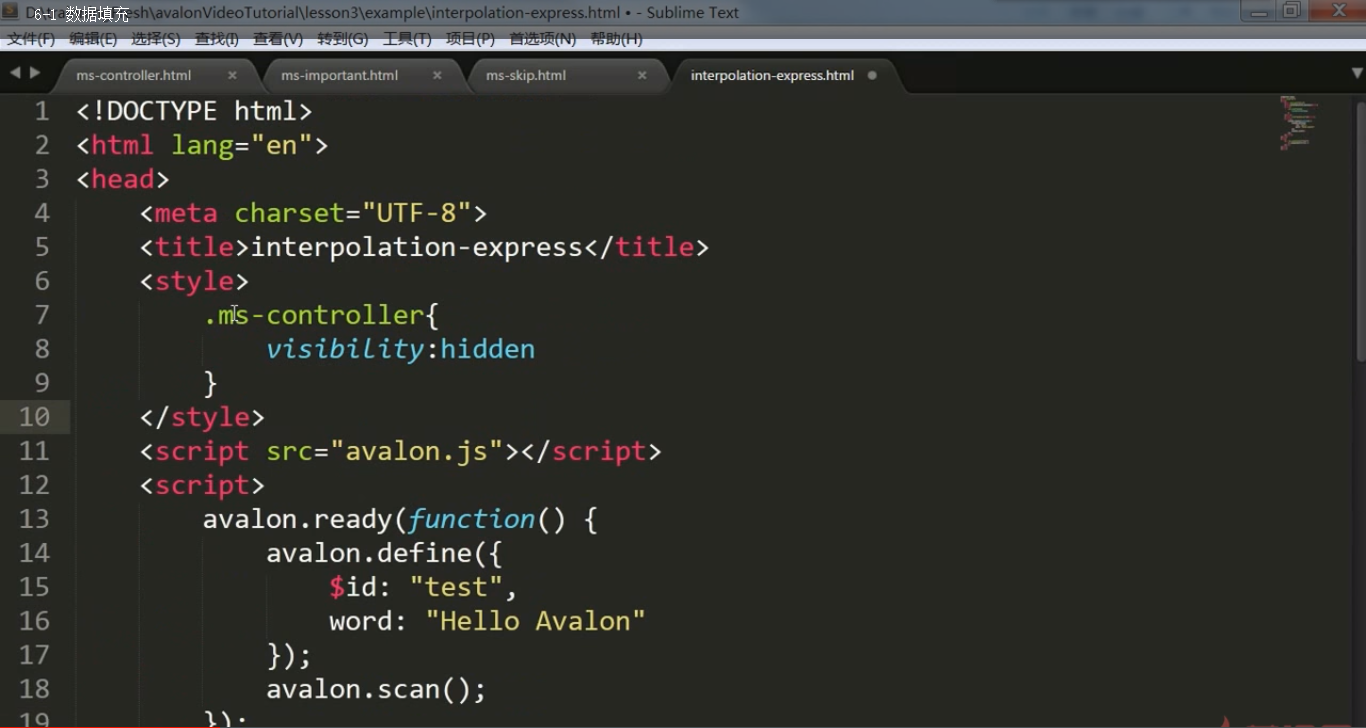 6-1 数据填充
esh\avalonVideoTutorial\lesson3\example\interpolation-express.html • - Sublime Text
文件(F) 编辑(E) 选择(S) 查找(I) 查看(V) 转到(G) 工具(T) 项目(P) 首选项(N) 帮助(H)
ms-controller.html × ms-important.html × ms-skip.html × interpolation-express.html
1 <!DOCTYPE html>
2 <html lang="en">
3 <head>
4 <meta charset="UTF-8">
5 <title>interpolation-express</title>
6 <style>
7 .ms-controller{
8 visibility:hidden
9 }
10 </style>
11 <script src="avalon.js"></script>
12 <script>
13 avalon.ready(function() {
14 avalon.define({
15 $id: "test",
16 word: "Hello Avalon"
17 });
18 avalon.scan();
19 });